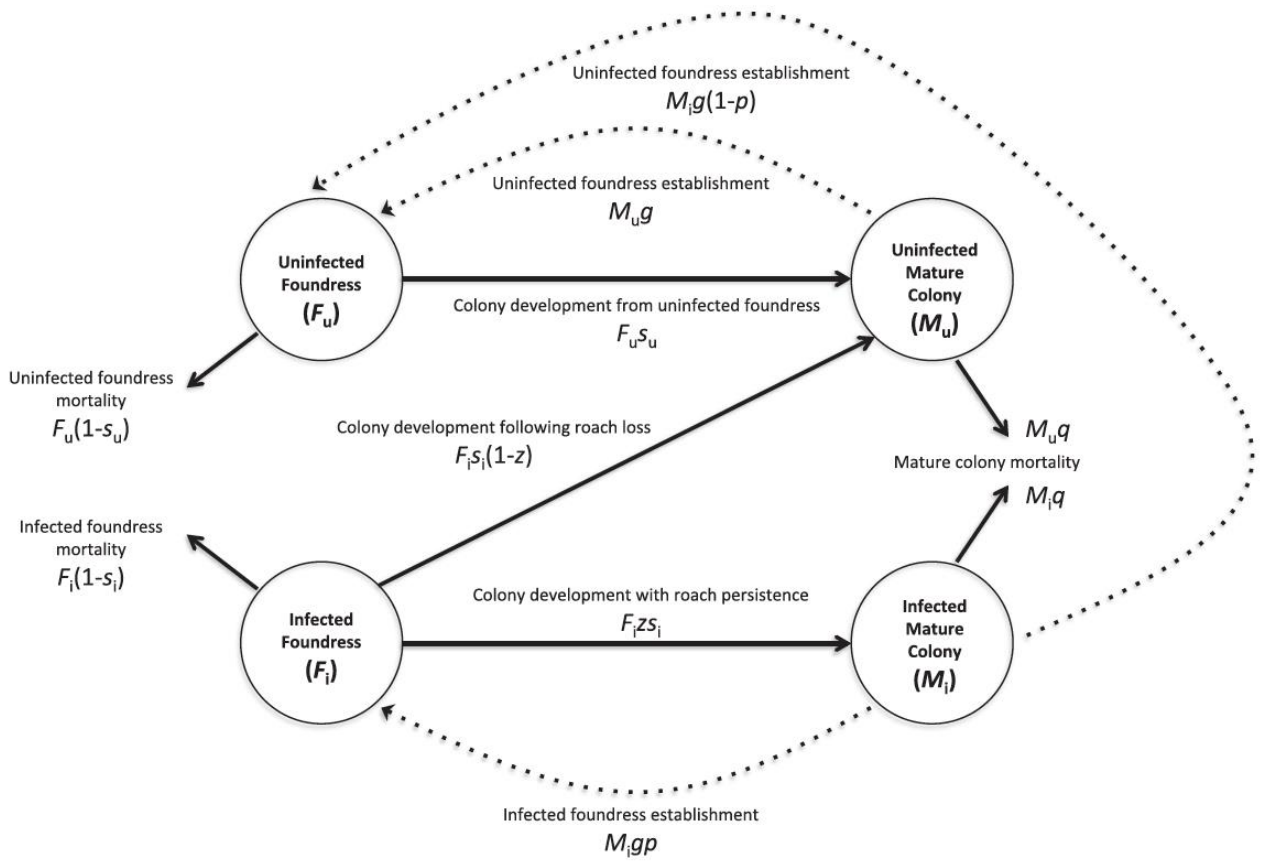 Uninfected foundress establishment
Mᵢg(1-p)
Uninfected foundress establishment
Mᵤg
Uninfected
Foundress
(Fᵤ)
Uninfected
Mature
Colony
(Mᵤ)
Colony development from uninfected foundress
Fᵤsᵤ
Uninfected foundress
mortality
Fᵤ(1-sᵤ)
Colony development following roach loss
Fᵢsᵢ(1-z)
Mᵤq
Mature colony mortality
Mᵢq
Infected foundress
mortality
Fᵢ(1-sᵢ)
Infected
Foundress
(Fᵢ)
Colony development with roach persistence
Fᵢzsᵢ
Infected
Mature
Colony
(Mᵢ)
Infected foundress establishment
Mᵢgp